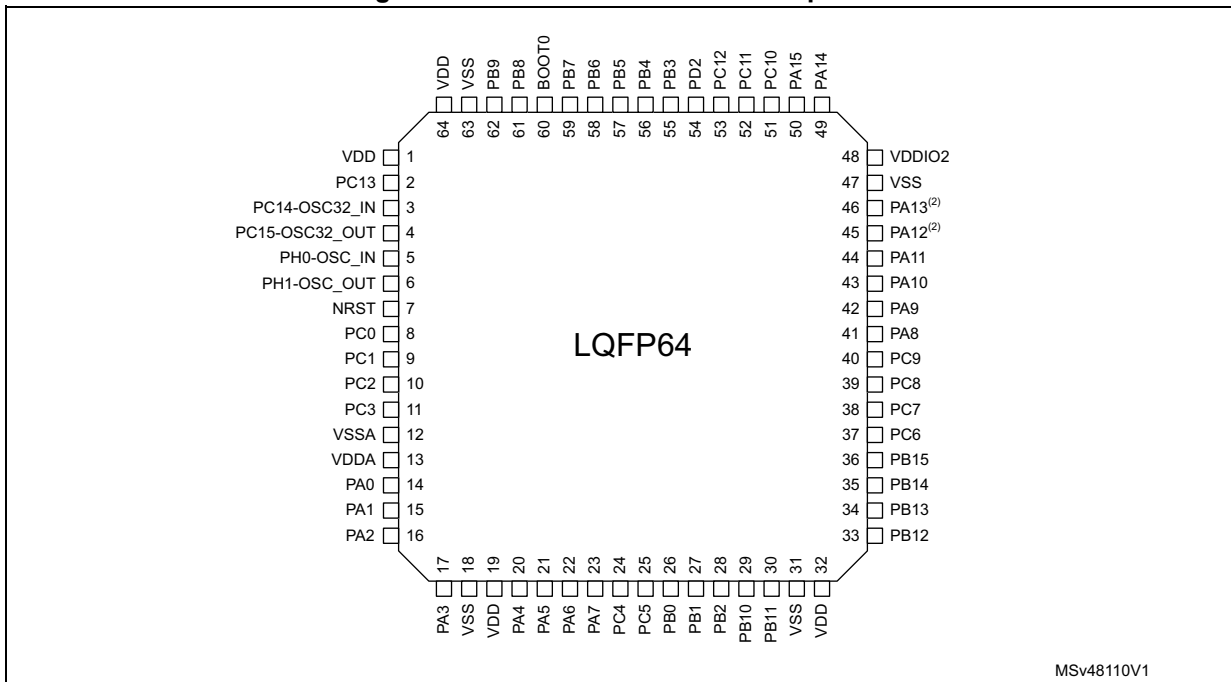 VDD
VSS
PB9
PB8
BOOT0
PB7
PB6
PB5
PB4
PB3
PD2
PC12
PC11
PC10
PA15
PA14
64
63
62
61
60
59
58
57
56
55
54
53
52
51
50
49
VDD 1
PC13 2
PC14-OSC32_IN 3
PC15-OSC32_OUT 4
PH0-OSC_IN 5
PH1-OSC_OUT 6
NRST 7
PC0 8
PC1 9
PC2 10
PC3 11
VSSA 12
VDDA 13
PA0 14
PA1 15
PA2 16
LQFP64
48 VDDIO2
47 VSS
46 PA13(2)
45 PA12(2)
44 PA11
43 PA10
42 PA9
41 PA8
40 PC9
39 PC8
38 PC7
37 PC6
36 PB15
35 PB14
34 PB13
33 PB12
17
18
19
20
21
22
23
24
25
26
27
28
29
30
31
32
PA3
VSS
VDD
PA4
PA5
PA6
PA7
PC4
PC5
PB0
PB1
PB2
PB10
PB11
VSS
VDD
MSv48110V1